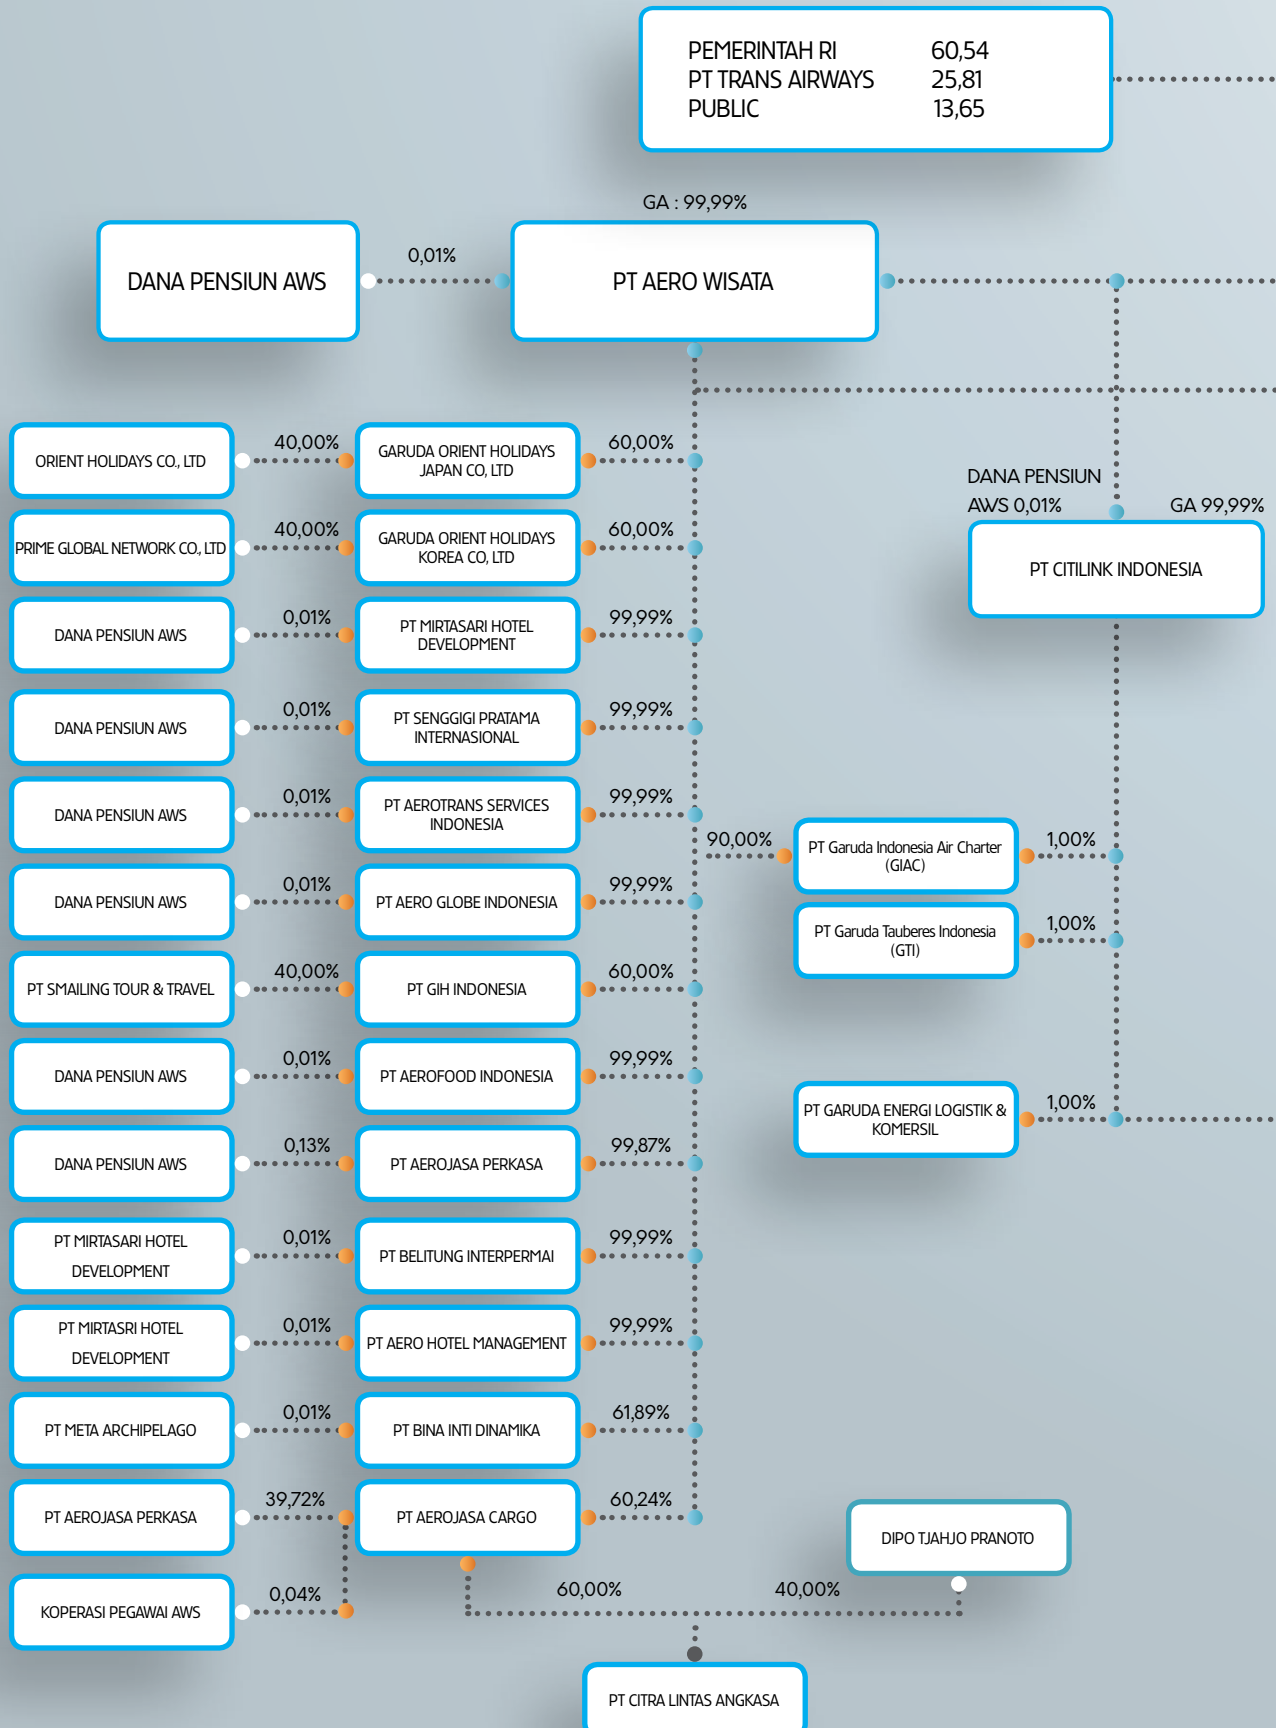 PEMERINTAH RI 60,54
PT TRANS AIRWAYS 25,81
PUBLIC 13,65
GA : 99,99%
DANA PENSIUN AWS
0,01%
PT AERO WISATA
ORIENT HOLIDAYS CO., LTD
40,00%
GARUDA ORIENT HOLIDAYS
JAPAN CO, LTD
60,00%
DANA PENSIUN
AWS 0,01%
GA 99,99%
PT CITILINK INDONESIA
PRIME GLOBAL NETWORK CO., LTD
40,00%
GARUDA ORIENT HOLIDAYS
KOREA CO, LTD
60,00%
DANA PENSIUN AWS
0,01%
PT MIRTASARI HOTEL
DEVELOPMENT
99,99%
DANA PENSIUN AWS
0,01%
PT SENGGIGI PRATAMA
INTERNASIONAL
99,99%
DANA PENSIUN AWS
0,01%
PT AEROTRANS SERVICES
INDONESIA
99,99%
90,00%
PT Garuda Indonesia Air Charter
(GIAC)
1,00%
DANA PENSIUN AWS
0,01%
PT AERO GLOBE INDONESIA
99,99%
PT Garuda Tauberes Indonesia
(GTI)
1,00%
PT SMAILING TOUR & TRAVEL
40,00%
PT GIH INDONESIA
60,00%
DANA PENSIUN AWS
0,01%
PT AEROFOOD INDONESIA
99,99%
PT GARUDA ENERGI LOGISTIK &
KOMERSIL
1,00%
DANA PENSIUN AWS
0,13%
PT AEROJASA PERKASA
99,87%
PT MIRTASARI HOTEL
DEVELOPMENT
0,01%
PT BELITUNG INTERPERMAI
99,99%
PT MIRTASRI HOTEL
DEVELOPMENT
0,01%
PT AERO HOTEL MANAGEMENT
99,99%
PT META ARCHIPELAGO
0,01%
PT BINA INTI DINAMIKA
61,89%
PT AEROJASA PERKASA
39,72%
PT AEROJASA CARGO
60,24%
DIPO TJAHJO PRANOTO
KOPERASI PEGAWAI AWS
0,04%
60,00%
40,00%
PT CITRA LINTAS ANGKASA